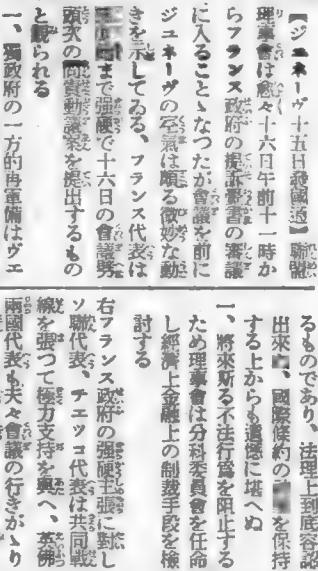 【ジュネーヴ十五日發國通】聯盟
理事會は愈々十六日午前十一時か
らフランス政府の提訴覺書の審議
に入ることゝなつたが會議を前に
ジュネーヴの空氣は頗る微妙な動
きを示してゐる、フランス代表は
まで强硬で十六日の會議劈
頭次の問責動議案を提出するもの
と觀られる
一、獨政府の一方的再軍備はヴェ
るものであり、法理上到底容認
出來、國際條約の を保持
する上からも遺憾に堪へぬ
一、將來斯る不法行爲を阻止する
ため理事會は分科委員會を任命
し經濟上金融上の制裁手段を檢
討する
右フランス政府の强硬主張に對し
ソ聯代表、チエッコ代表は共同戰
線を張つて極力支持を與へ、英佛
兩國代表も夫々會議の行きがゝり